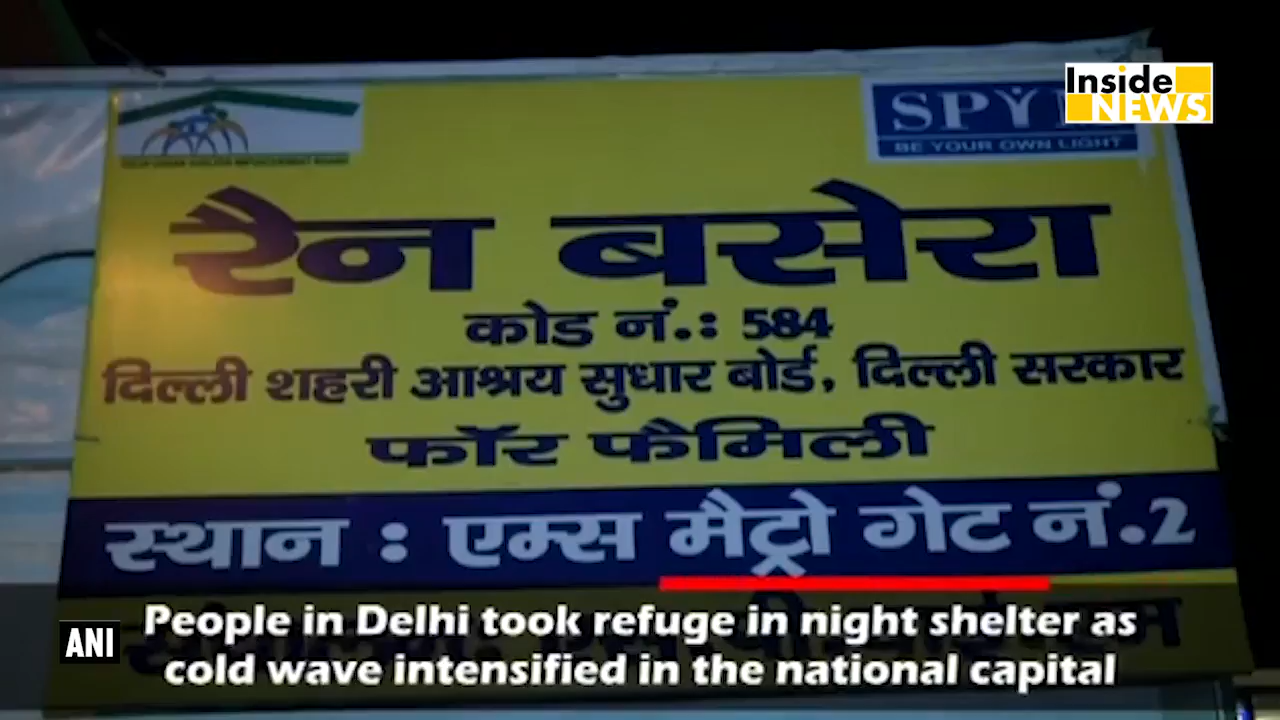 Inside
NEWS
BE YOUR OWN LIGHT
रैन बसेरा
कोड नं.: 584
दिल्ली शहरी आश्रय सुधार बोर्ड, दिल्ली सरकार
फॉर फैमिली
स्थान : एम्स मैट्रो गेट नं.2
ANI
People in Delhi took refuge in night shelter as
cold wave intensified in the national capital